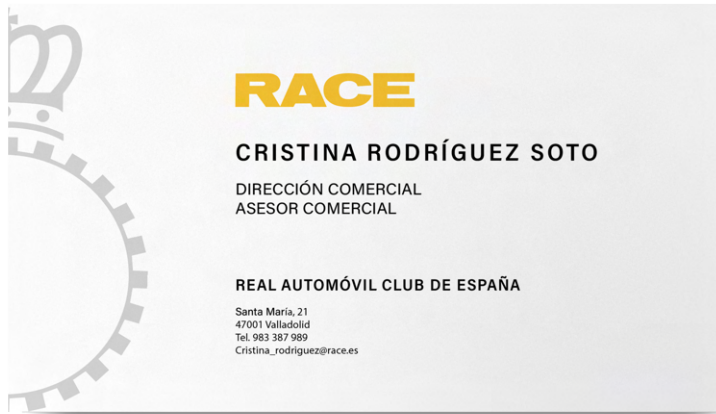 RACE
CRISTINA RODRÍGUEZ SOTO
DIRECCIÓN COMERCIAL
ASESOR COMERCIAL
REAL AUTOMÓVIL CLUB DE ESPAÑA
Santa María, 21
47001 Valladolid
Tel. 983 387 989
Cristina_rodriguez@race.es